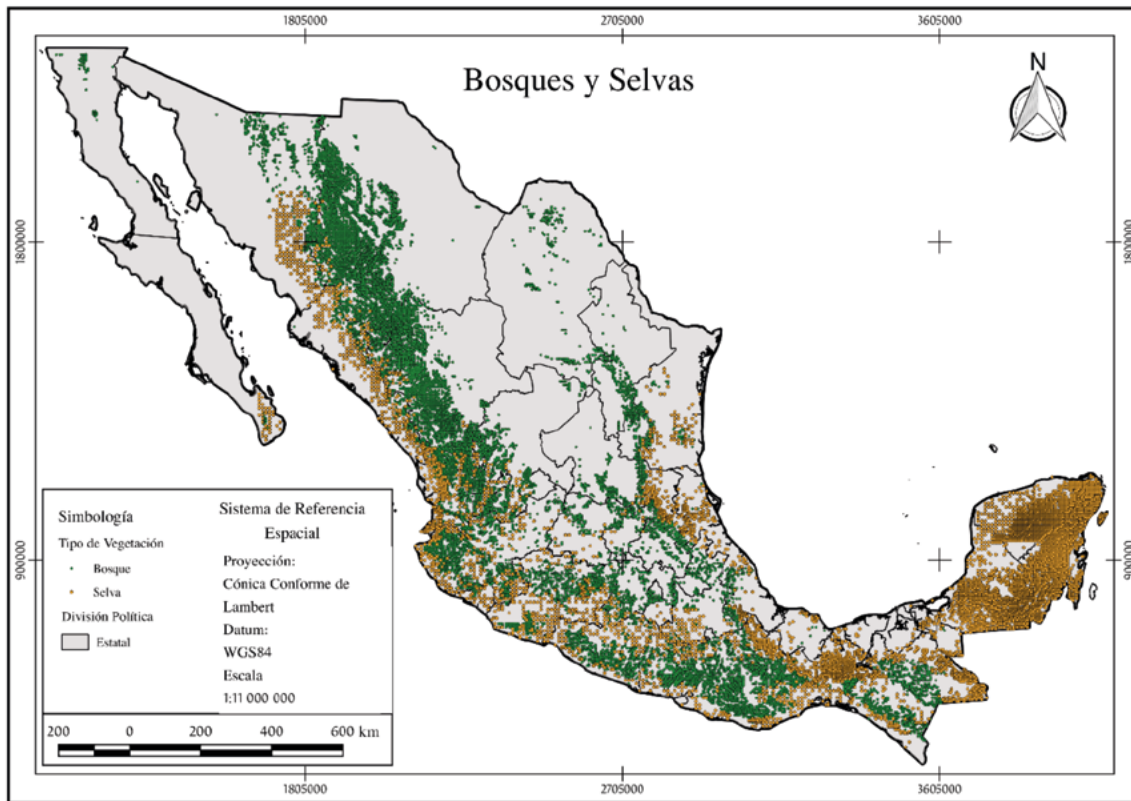 1805000 2705000 3605000
Bosques y Selvas
N
1800000 1800000
900000 900000
Simbología
Tipo de Vegetación
Bosque
Selva
División Política
Estatal
Sistema de Referencia
Espacial
Proyección:
Cónica Conforme de
Lambert
Datum:
WGS84
Escala
1:11 000 000
200 0 200 400 600 km
1805000 2705000 3605000